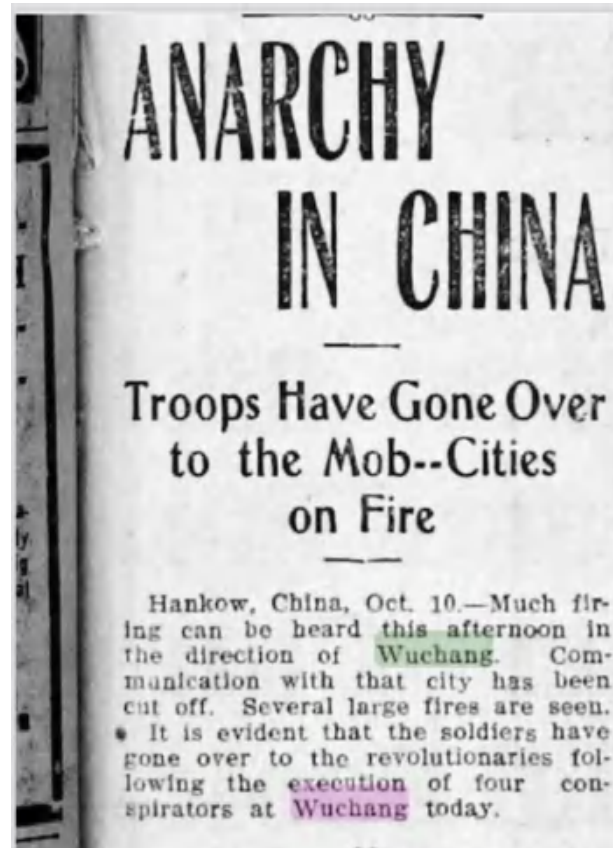 ANARCHY
IN CHINA
Troops Have Gone Over
to the Mob--Cities
on Fire
Hankow, China, Oct. 10.—Much fir-
ing can be heard this afternoon in
the direction of Wuchang. Com-
munication with that city has been
cut off. Several large fires are seen.
It is evident that the soldiers have
gone over to the revolutionaries fol-
lowing the execution of four con-
spirators at Wuchang today.